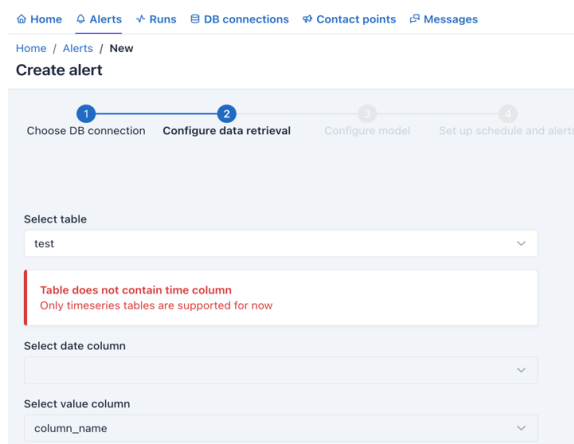 Home Alerts Runs DB connections Contact points Messages
Home / Alerts / New
Create alert
1 2 3 4
Choose DB connection Configure data retrieval Configure model Set up schedule and alerts
Select table
test
Table does not contain time column
Only timeseries tables are supported for now
Select date column
Select value column
column_name